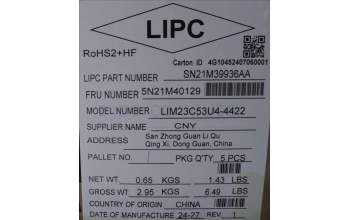 LIPC
RoHS2+HF
Carton ID 4G10452407060001
LIPC PART NUMBER SN21M39936AA
FRU NUMBER 5N21M40129
MODEL NUMBER LIM23C53U4-4422
SUPPLIER NAME CNY
San Zhong Guan Li Qu
Qing Xi, Dong Guan, China
PALLET NO PKG Q'TY 5 PCS
NET WT. 0.65 KGS 1.43 LBS
GROSS WT 2.95 KGS 6.49 LBS
COUNTRY OF ORIGIN CHINA
DATE OF MANUFACTURE 24-27 REV 1